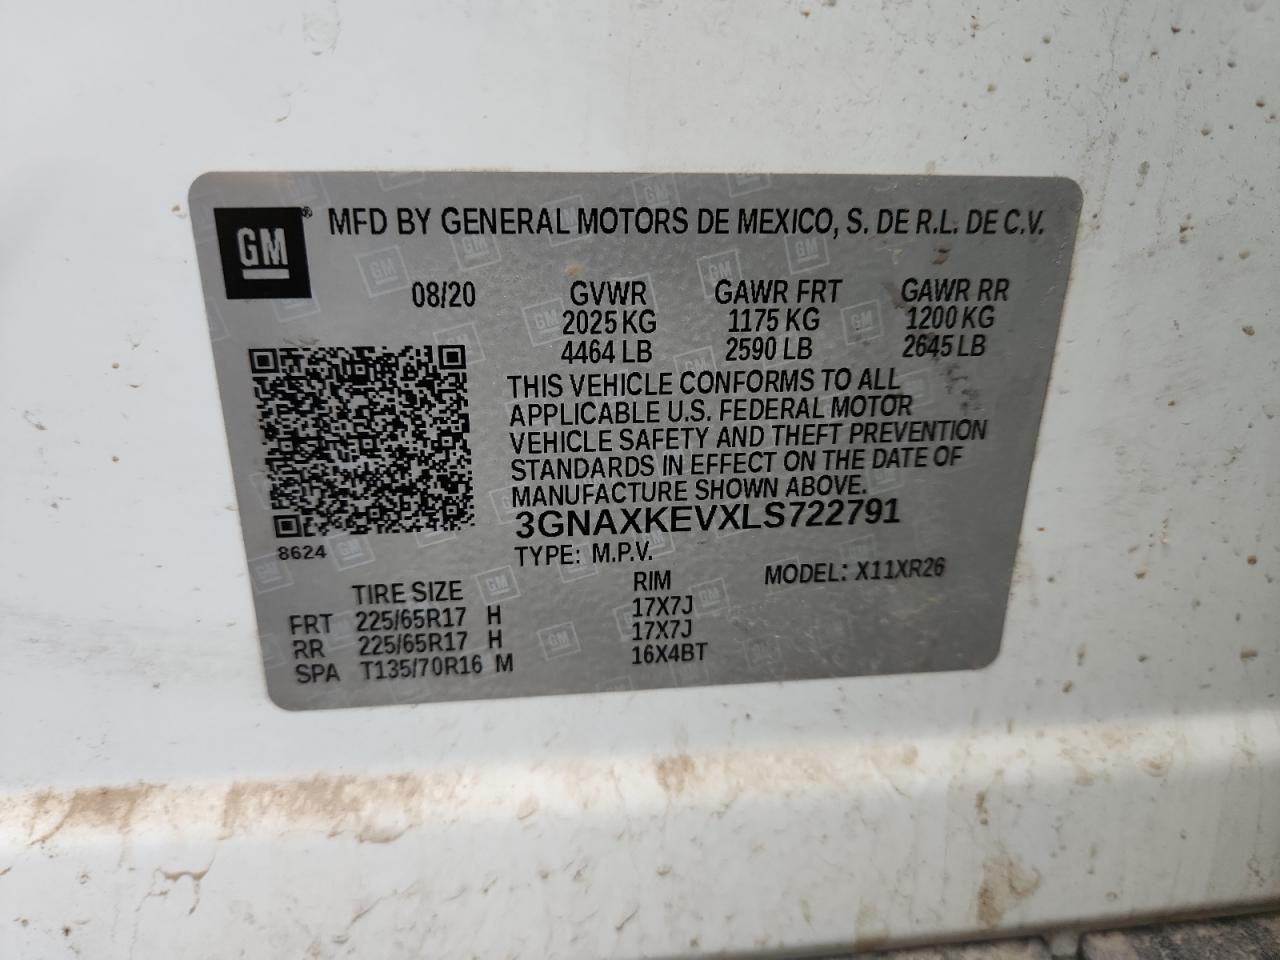 GM® MFD BY GENERAL MOTORS DE MEXICO, S. DE R.L. DE C.V.
08/20 GVWR GAWR FRT GAWR RR
2025 KG 1175 KG 1200 KG
4464 LB 2590 LB 2645 LB
THIS VEHICLE CONFORMS TO ALL
APPLICABLE U.S. FEDERAL MOTOR
VEHICLE SAFETY AND THEFT PREVENTION
STANDARDS IN EFFECT ON THE DATE OF
MANUFACTURE SHOWN ABOVE.
3GNAXKEVXLS722791
8624 TYPE: M.P.V. MODEL: X11XR26
TIRE SIZE RIM
FRT 225/65R17 H 17X7J
RR 225/65R17 H 17X7J
SPA T135/70R16 M 16X4BT